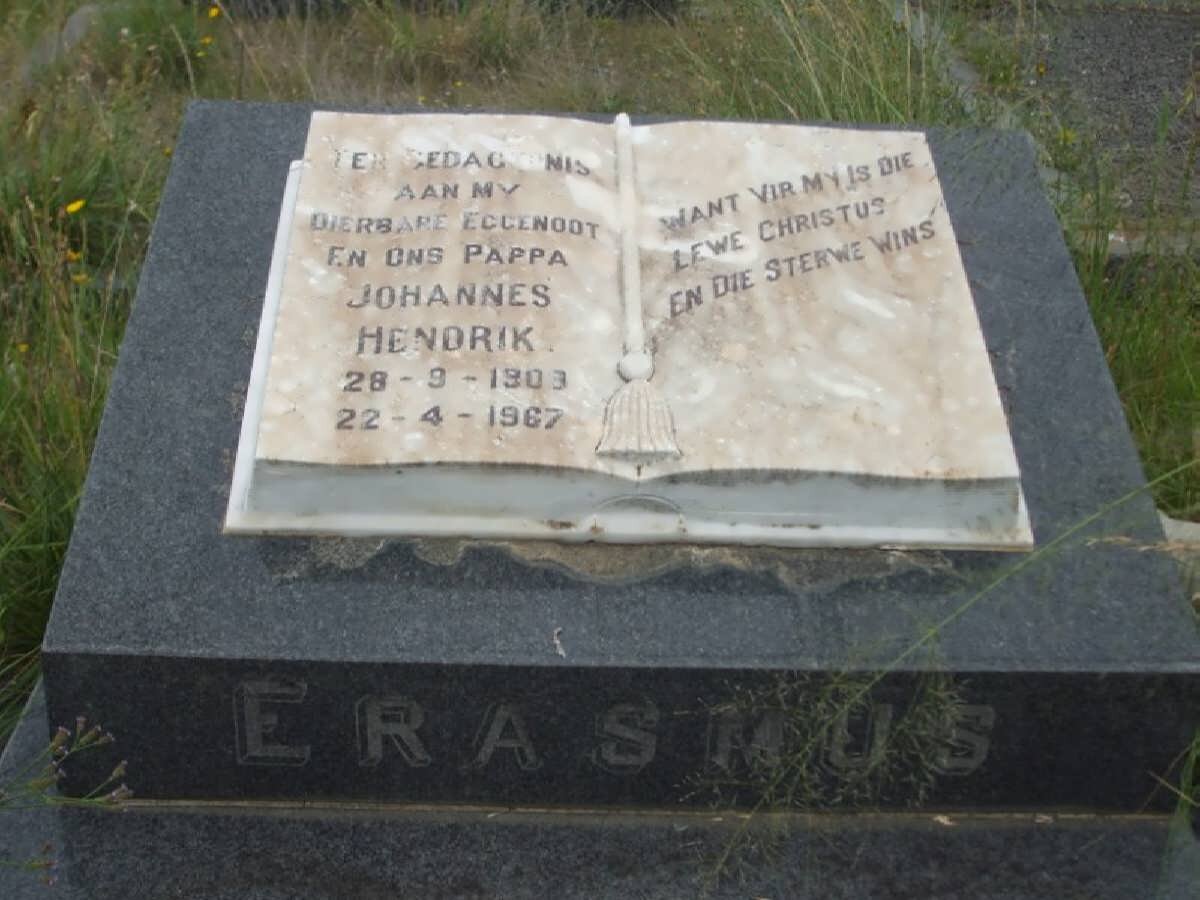 TER GEDAGTENIS
AAN MY
DIERBARE EGGENOOT
EN ONS PAPPA
JOHANNES
HENDRIK.
28-9-1909
22-4-1967
WANT VIR MY IS DIE
LEWE CHRISTUS
EN DIE STERWE WINS
ERASMUS